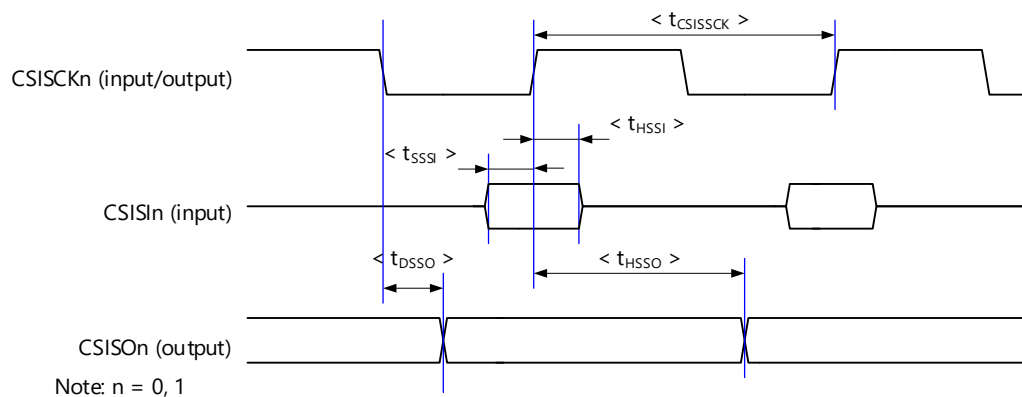 < tCSISSCK >
CSISCKn (input/output)
< tHSSI >
< tSSSI >
CSISIn (input)
< tDSSO >
< tHSSO >
CSISOn (output)
Note: n = 0, 1